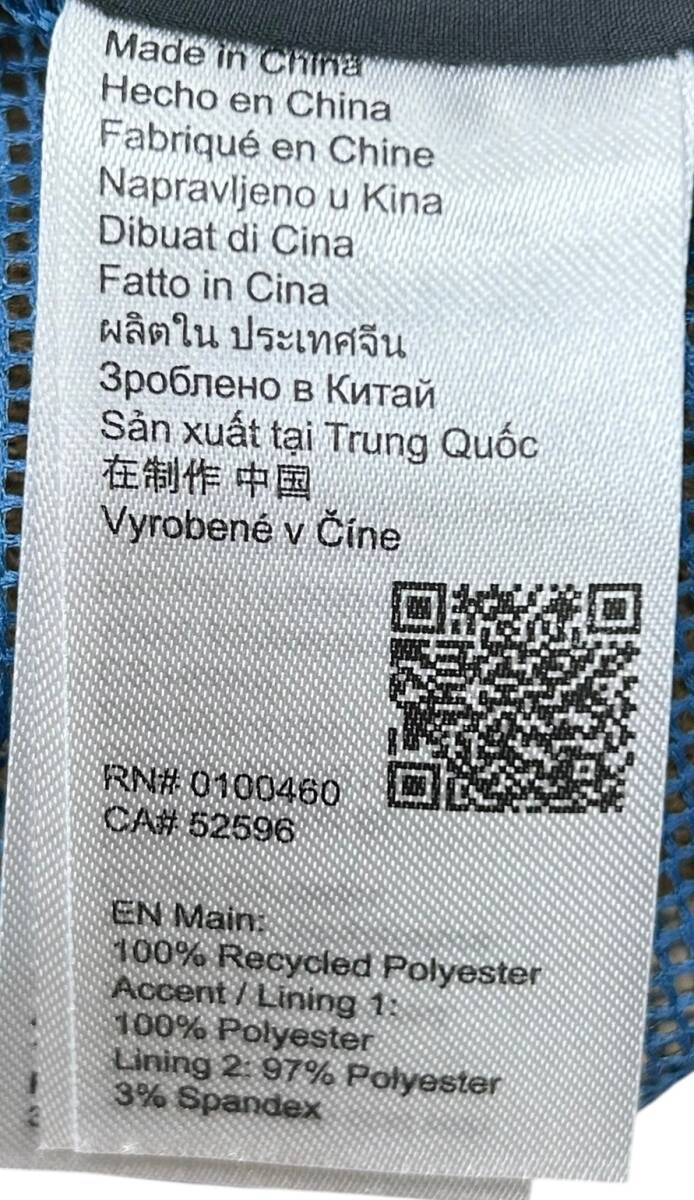 Made in China
Hecho en China
Fabriqué en Chine
Napravljeno u Kina
Dibuat di Cina
Fatto in Cina
ผลิตใน ประเทศจีน
Зроблено в Китай
Sản xuất tại Trung Quốc
在制作 中国
Vyrobené v Číne
RN# 0100460
CA# 52596
EN Main:
100% Recycled Polyester
Accent / Lining 1:
100% Polyester
Lining 2: 97% Polyester
3% Spandex